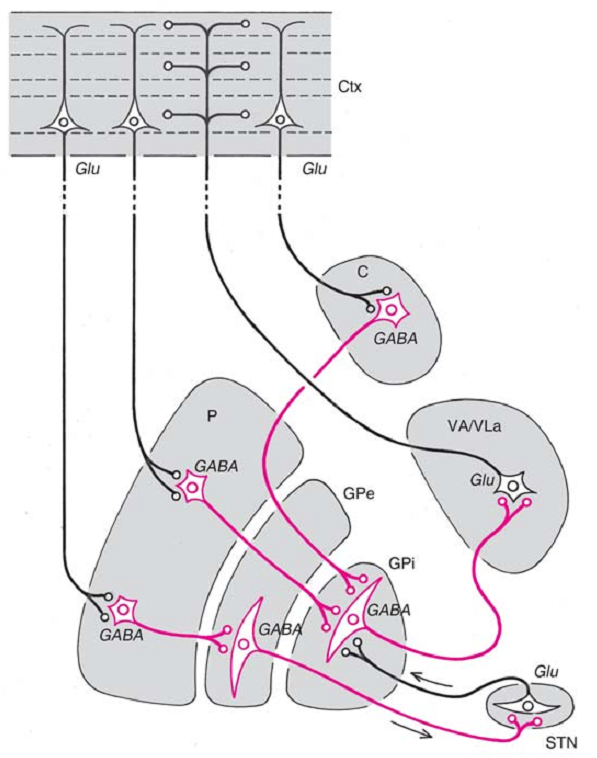 Ctx
Glu
Glu
C
GABA
P
VA/VLa
GABA
Glu
GPe
GPi
GABA
GABA
GABA
Glu
STN